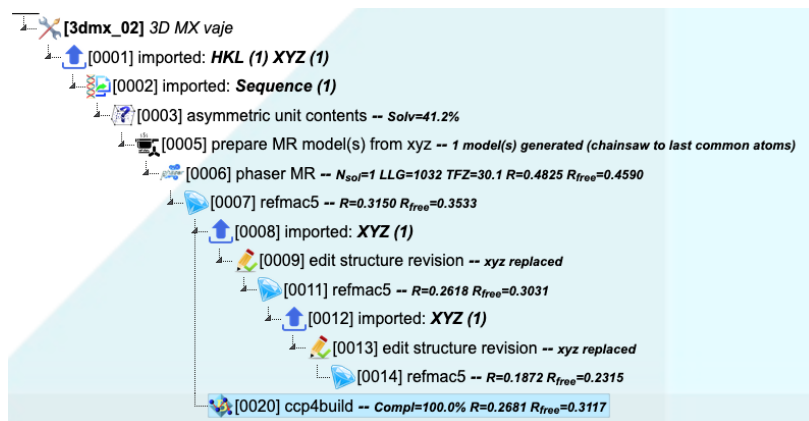 [3dmx_02] 3D MX vaje
[0001] imported: HKL (1) XYZ (1)
[0002] imported: Sequence (1)
[0003] asymmetric unit contents -- Solv=41.2%
[0005] prepare MR model(s) from xyz -- 1 model(s) generated (chainsaw to last common atoms)
[0006] phaser MR -- Nsol=1 LLG=1032 TFZ=30.1 R=0.4825 Rfree=0.4590
[0007] refmac5 -- R=0.3150 Rfree=0.3533
[0008] imported: XYZ (1)
[0009] edit structure revision -- xyz replaced
[0011] refmac5 -- R=0.2618 Rfree=0.3031
[0012] imported: XYZ (1)
[0013] edit structure revision -- xyz replaced
[0014] refmac5 -- R=0.1872 Rfree=0.2315
[0020] ccp4build -- Compl=100.0% R=0.2681 Rfree=0.3117